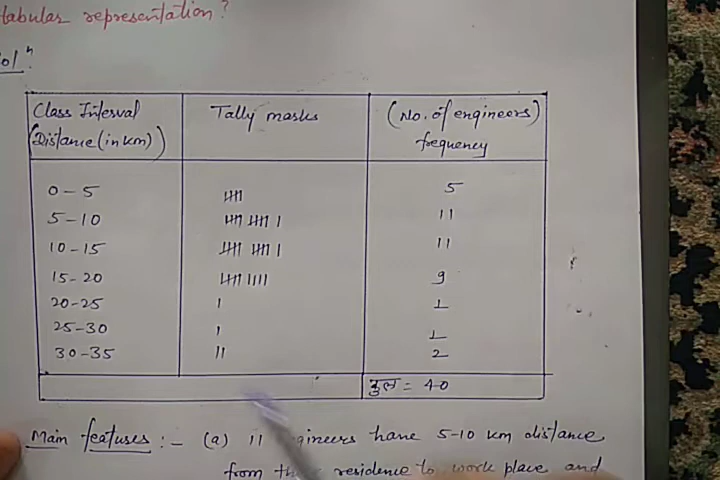 tabular representation?
Solⁿ:
Class Interval (Distance (in km)) | Tally masks | (No. of engineers) frequency
0-5 | 𝍸 | 5
5-10 | 𝍸 𝍸 | | 11
10-15 | 𝍸 𝍸 | | 11
15-20 | 𝍸 |||| | 9
20-25 | | | 1
25-30 | | | 1
30-35 | || | 2
कुल = 40
Main features :- (a) 11 engineers have 5-10 km distance
from their residence to work place and